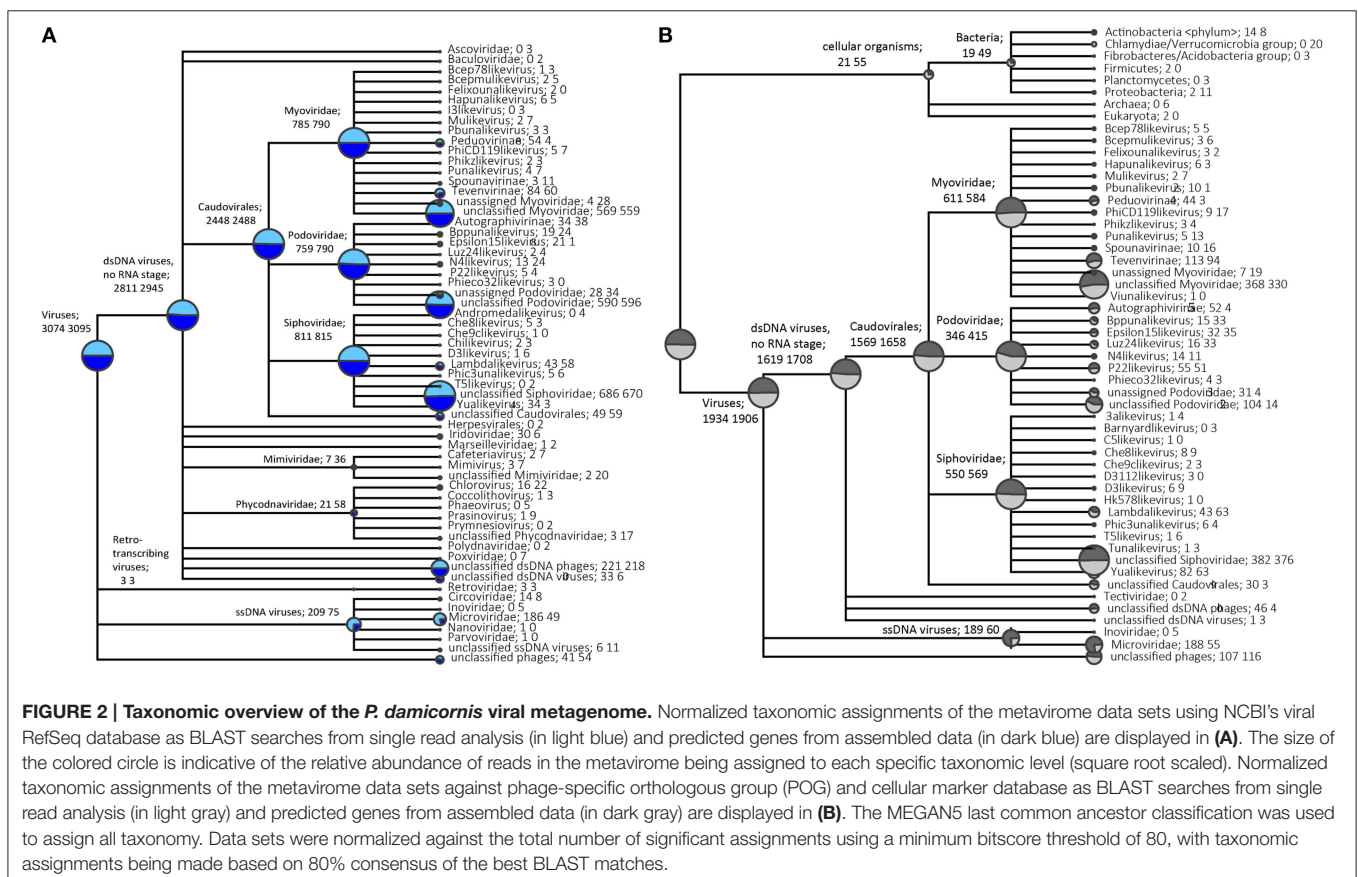 A
Ascoviridae; 0 3
Baculoviridae; 0 2
Bcep78likevirus; 1 3
Bcepmulikevirus; 2 5
Felixounalikevirus; 2 0
Hapunalikevirus; 6 5
I3likevirus; 0 3
Mulikevirus; 2 7
Myoviridae;
785 790
Pbunalikevirus; 3 3
54 4
PhiCD119likevirus; 5 7
Phikzlikevirus; 2 3
Punalikevirus; 4 7
Spounavirinae; 3 11
Tevenvirinae; 84 60
unassigned Myoviridae; 4 28
unclassified Myoviridae; 569 559
Caudovirales;
2448 2488
Autographivirinae; 34 38
Bppunalikevirus; 19 24
21 1
Podoviridae;
759 790
Luz24likevirus; 2 4
N4likevirus; 13 24
P22likevirus; 5 4
Phieco32likevirus; 3 0
unassigned Podoviridae; 28 34
unclassified Podoviridae; 590 596
dsDNA viruses,
no RNA stage;
2811 2945
Andromedalikevirus; 0 4
Che8likevirus; 5 3
Che9clikevirus; 1 0
Chilikevirus; 2 3
D3likevirus; 1 6
Siphoviridae;
811 815
Lambdalikevirus; 43 58
Phic3unalikevirus; 5 6
T5likevirus; 0 2
unclassified Siphoviridae; 686 670
34 3
unclassified Caudovirales; 49 59
Viruses;
3074 3095
Herpesvirales; 0 2
Iridoviridae; 30 6
Marseilleviridae; 1 2
Cafeteriavirus; 2 7
Mimiviridae; 7 36
Mimivirus; 3 7
unclassified Mimiviridae; 2 20
Chlorovirus; 16 22
Coccolithovirus; 1 3
Phycodnaviridae; 21 58
Phaeovirus; 0 5
Prasinovirus; 1 9
Prymnesiovirus; 0 2
unclassified Phycodnaviridae; 3 17
Polydnaviridae; 0 2
Poxviridae; 0 7
unclassified dsDNA phages; 221 218
unclassified dsDNA 33 6
Retro-
transcribing
viruses;
3 3
Retroviridae; 3 3
Circoviridae; 14 8
Inoviridae; 0 5
ssDNA viruses; 209 75
Microviridae; 186 49
Nanoviridae; 1 0
Parvoviridae; 1 0
unclassified ssDNA viruses; 6 11
unclassified phages; 41 54
B
Actinobacteria <phylum>; 14 8
Chlamydiae/Verrucomicrobia group; 0 20
Fibrobacteres/Acidobacteria group; 0 3
Bacteria;
19 49
Firmicutes; 2 0
Planctomycetes; 0 3
Proteobacteria; 2 11
cellular organisms;
21 55
Archaea; 0 6
Eukaryota; 2 0
Bcep78likevirus; 5 5
Bcepmulikevirus; 3 6
Felixounalikevirus; 3 2
Hapunalikevirus; 6 3
Mulikevirus; 2 7
Myoviridae;
611 584
10 1
44 3
PhiCD119likevirus; 9 17
Phikzlikevirus; 3 4
Punalikevirus; 5 13
Spounavirinae; 10 16
Tevenvirinae; 113 94
unassigned Myoviridae; 7 19
unclassified Myoviridae; 368 330
Viunalikevirus; 1 0
52 4
Bppunalikevirus; 15 33
Epsilon15likevirus; 32 35
Luz24likevirus; 16 33
Podoviridae;
346 415
N4likevirus; 14 11
P22likevirus; 55 51
Phieco32likevirus; 4 3
unassigned 31 4
unclassified 104 14
dsDNA viruses,
no RNA stage;
1619 1708
Caudovirales;
1569 1658
Viruses;
1934 1906
3alikevirus; 1 4
Barnyardlikevirus; 0 3
C5likevirus; 1 0
Che8likevirus; 8 9
Che9clikevirus; 2 3
D3112likevirus; 3 0
Siphoviridae;
550 569
D3likevirus; 6 9
Hk578likevirus; 1 0
Lambdalikevirus; 43 63
Phic3unalikevirus; 6 4
T5likevirus; 1 6
Tunalikevirus; 1 3
unclassified Siphoviridae; 382 376
Yualikevirus; 82 63
unclassified 30 3
Tectiviridae; 0 2
unclassified dsDNA 46 4
unclassified dsDNA viruses; 1 3
ssDNA viruses; 189 60
Inoviridae; 0 5
Microviridae; 188 55
unclassified phages; 107 116
FIGURE 2 | Taxonomic overview of the P. damicornis viral metagenome. Normalized taxonomic assignments of the metavirome data sets using NCBI's viral
RefSeq database as BLAST searches from single read analysis (in light blue) and predicted genes from assembled data (in dark blue) are displayed in (A). The size of
the colored circle is indicative of the relative abundance of reads in the metavirome being assigned to each specific taxonomic level (square root scaled). Normalized
taxonomic assignments of the metavirome data sets against phage-specific orthologous group (POG) and cellular marker database as BLAST searches from single
read analysis (in light gray) and predicted genes from assembled data (in dark gray) are displayed in (B). The MEGAN5 last common ancestor classification was used
to assign all taxonomy. Data sets were normalized against the total number of significant assignments using a minimum bitscore threshold of 80, with taxonomic
assignments being made based on 80% consensus of the best BLAST matches.